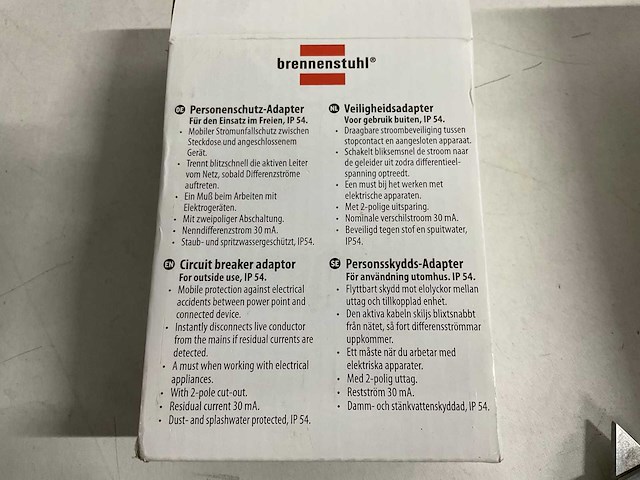 brennenstuhl®
DE Personenschutz-Adapter
Für den Einsatz im Freien, IP 54.
• Mobiler Stromunfallschutz zwischen
Steckdose und angeschlossenem
Gerät.
• Trennt blitzschnell die aktiven Leiter
vom Netz, sobald Differenzströme
auftreten.
• Ein Muß beim Arbeiten mit
Elektrogeräten.
• Mit zweipoliger Abschaltung.
• Nenndifferenzstrom 30 mA.
• Staub- und spritzwassergeschützt, IP54.
NL Veiligheidsadapter
Voor gebruik buiten, IP 54.
• Draagbare stroombeveiliging tussen
stopcontact en aangesloten apparaat.
• Schakelt bliksemsnel de stroom naar
de geleider uit zodra differentieel-
spanning optreedt.
• Een must bij het werken met
elektrische apparaten.
• Met 2-polige uitsparing.
• Nominale verschilstroom 30 mA.
• Beveiligd tegen stof en spuitwater,
IP54.
EN Circuit breaker adaptor
For outside use, IP 54.
• Mobile protection against electrical
accidents between power point and
connected device.
• Instantly disconnects live conductor
from the mains if residual currents are
detected.
• A must when working with electrical
appliances.
• With 2-pole cut-out.
• Residual current 30 mA.
• Dust- and splashwater protected, IP 54.
SE Personsskydds-Adapter
För användning utomhus. IP 54.
• Flyttbart skydd mot elolyckor mellan
uttag och tillkopplad enhet.
• Den aktiva kabeln skiljs blixtsnabbt
från nätet, så fort differensströmmar
uppkommer.
• Ett måste när du arbetar med
elektriska apparater.
• Med 2-polig uttag.
• Restström 30 mA.
• Damm- och stänkvattenskyddad, IP 54.